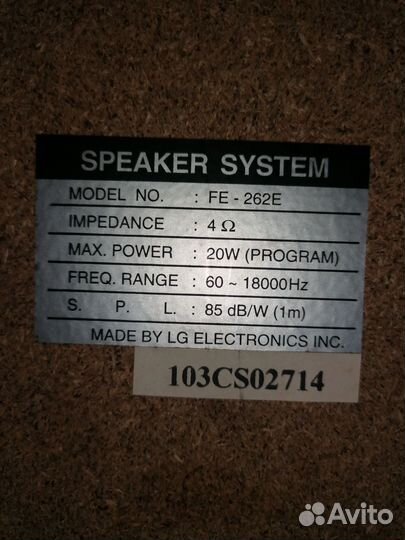 SPEAKER SYSTEM
MODEL NO. : FE - 262E
IMPEDANCE : 4 Ω
MAX. POWER : 20W (PROGRAM)
FREQ. RANGE : 60 ~ 18000Hz
S. P. L. : 85 dB/W (1m)
MADE BY LG ELECTRONICS INC.
103CS02714
Avito